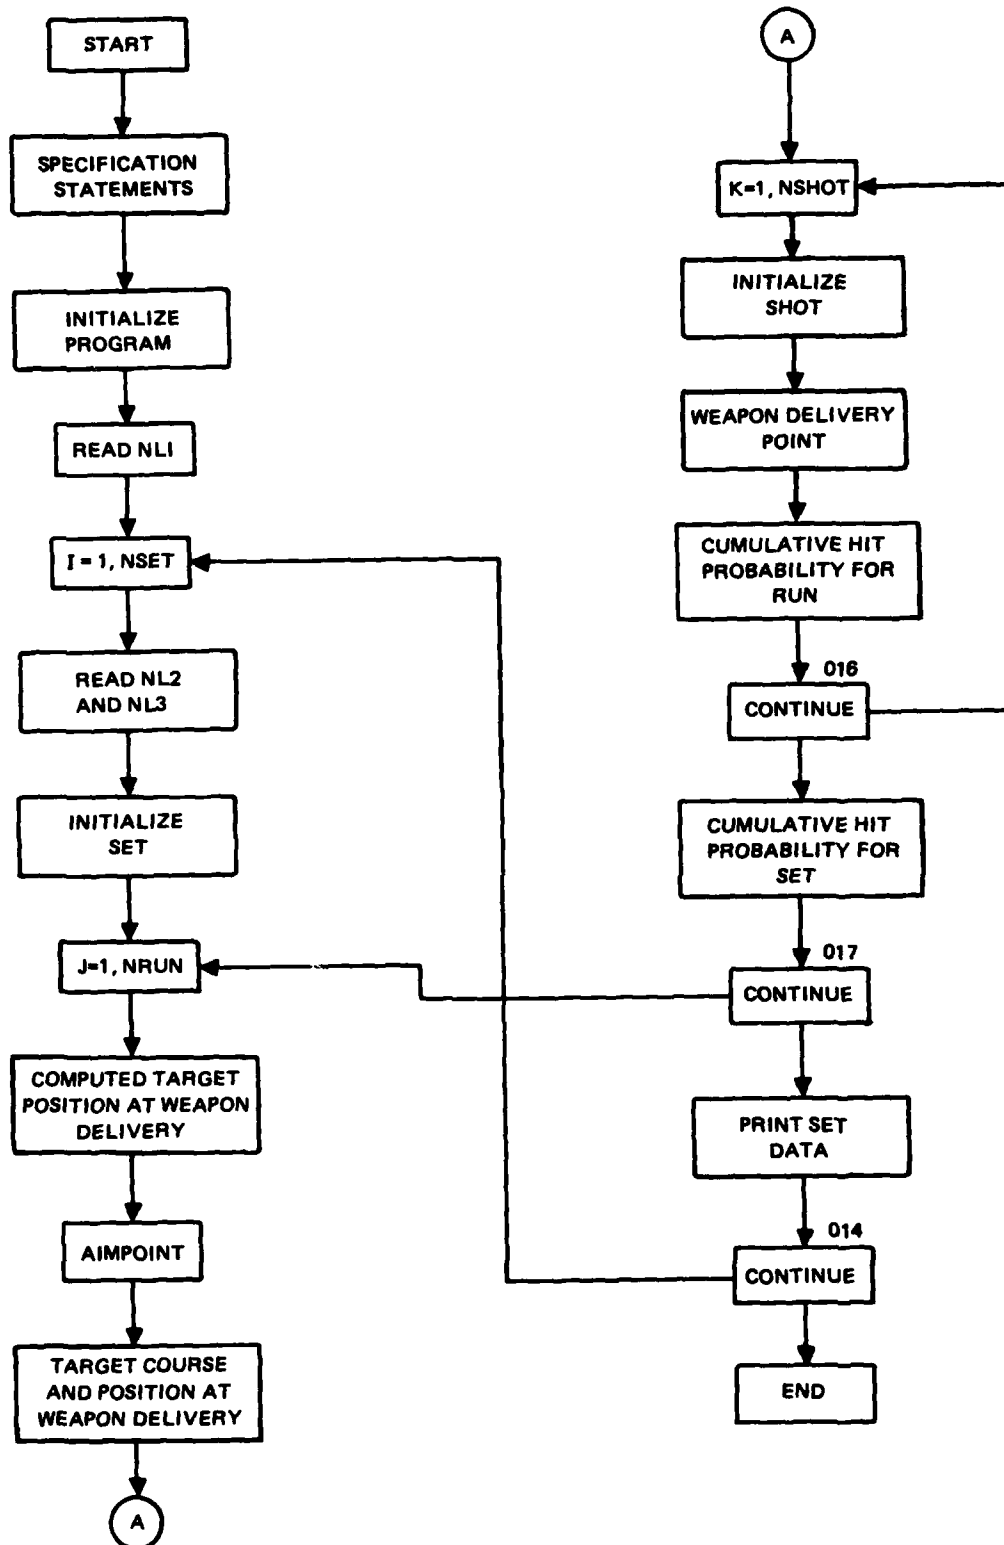 START
SPECIFICATION
STATEMENTS
INITIALIZE
PROGRAM
READ NL1
I = 1, NSET
READ NL2
AND NL3
INITIALIZE
SET
J=1, NRUN
COMPUTED TARGET
POSITION AT WEAPON
DELIVERY
AIMPOINT
TARGET COURSE
AND POSITION AT
WEAPON DELIVERY
A
A
K=1, NSHOT
INITIALIZE
SHOT
WEAPON DELIVERY
POINT
CUMULATIVE HIT
PROBABILITY FOR
RUN
016
CONTINUE
CUMULATIVE HIT
PROBABILITY FOR
SET
017
CONTINUE
PRINT SET
DATA
014
CONTINUE
END